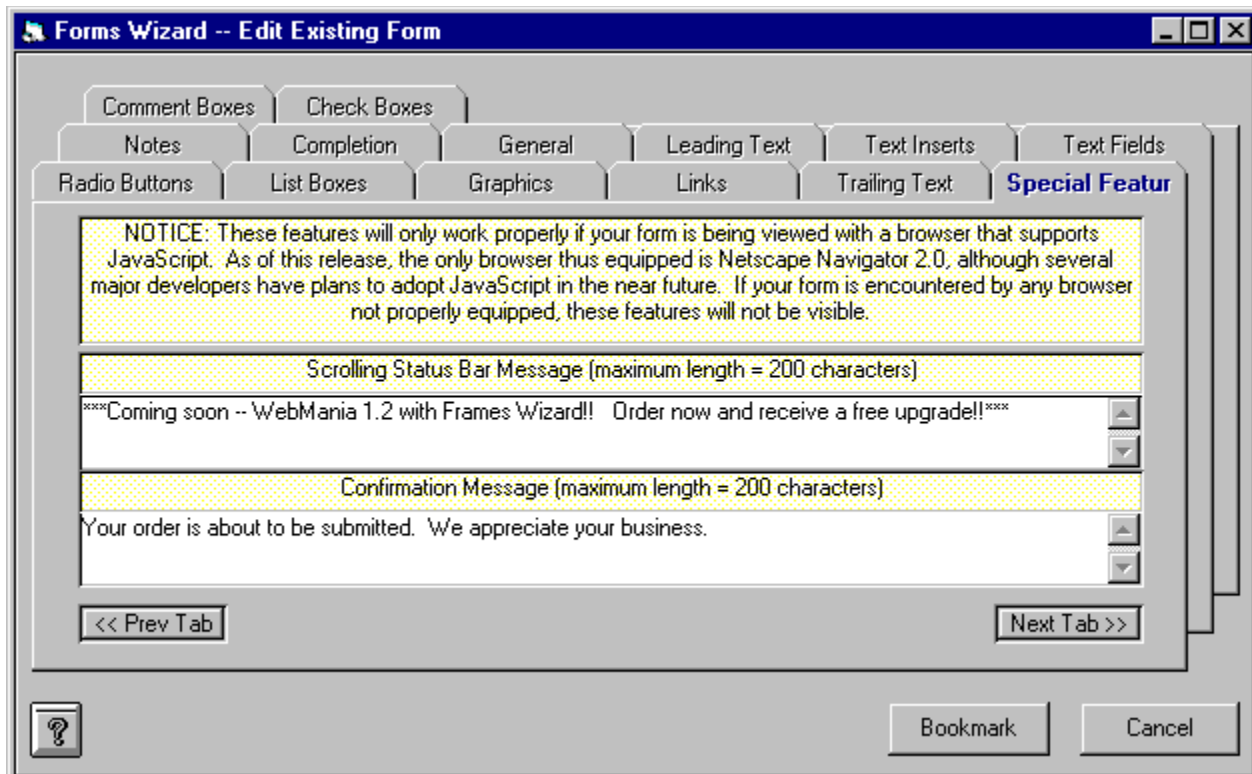 Forms Wizard -- Edit Existing Form
Comment Boxes Check Boxes
Notes Completion General Leading Text Text Inserts Text Fields
Radio Buttons List Boxes Graphics Links Trailing Text Special Featur
NOTICE: These features will only work properly if your form is being viewed with a browser that supports
JavaScript.  As of this release, the only browser thus equipped is Netscape Navigator 2.0, although several
major developers have plans to adopt JavaScript in the near future.  If your form is encountered by any browser
not properly equipped, these features will not be visible.
Scrolling Status Bar Message (maximum length = 200 characters)
***Coming soon -- WebMania 1.2 with Frames Wizard!!   Order now and receive a free upgrade!!***
Confirmation Message (maximum length = 200 characters)
Your order is about to be submitted.  We appreciate your business.
<< Prev Tab Next Tab >>
? Bookmark Cancel